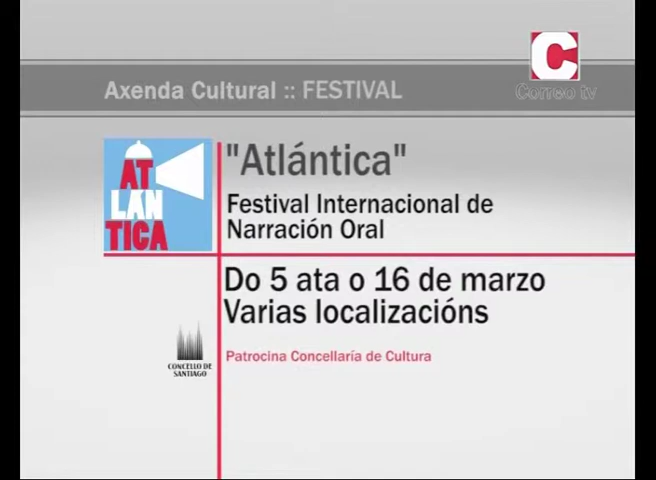 Correo tv
Axenda Cultural :: FESTIVAL
AT
LÁN
TICA
"Atlántica"
Festival Internacional de
Narración Oral
Do 5 ata o 16 de marzo
Varias localizacións
CONCELLO DE
SANTIAGO
Patrocina Concellaría de Cultura